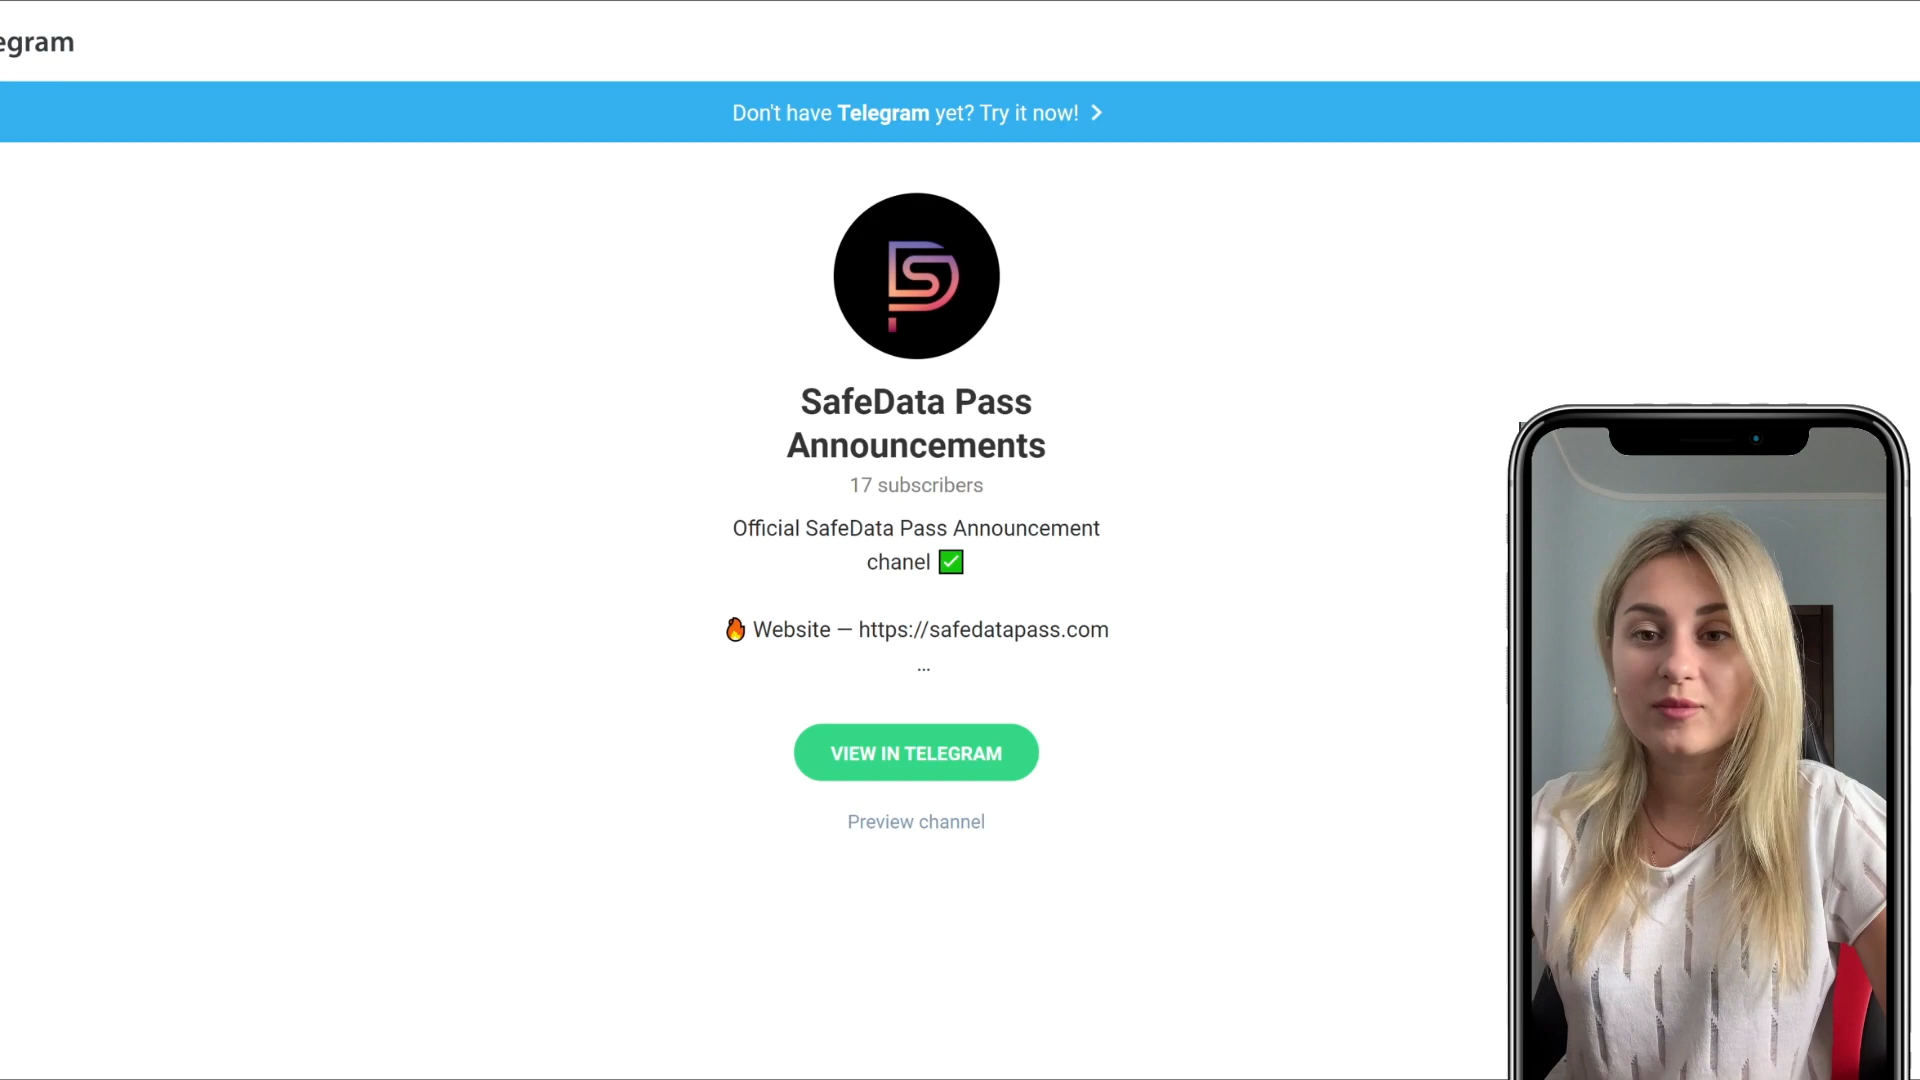 egram
Don't have Telegram yet? Try it now!
SafeData Pass
Announcements
17 subscribers
Official SafeData Pass Announcement
chanel ✅
🔥 Website — https://safedatapass.com
...
VIEW IN TELEGRAM
Preview channel